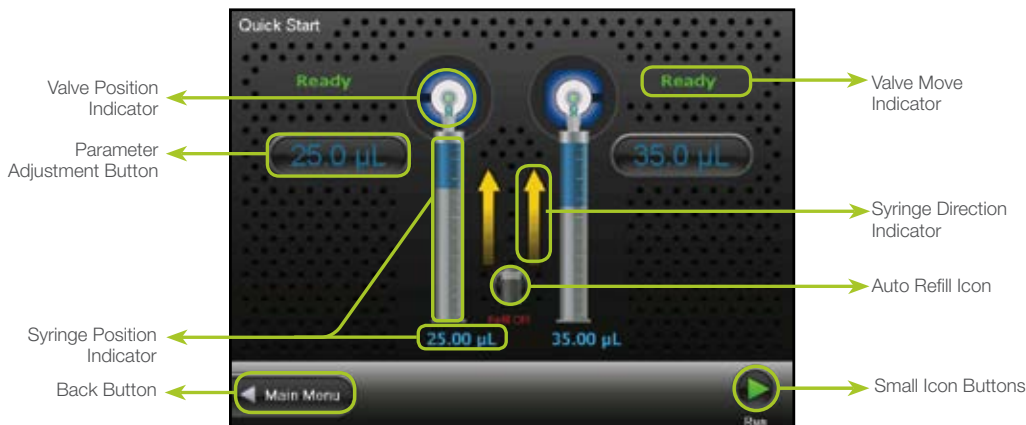 Quick Start
Ready
Ready
Valve Position
Indicator
Valve Move
Indicator
Parameter
Adjustment Button
25.0 µL
35.0 µL
Syringe Direction
Indicator
Auto Refill Icon
Refill Off
Syringe Position
Indicator
25.00 µL
35.00 µL
Back Button
Main Menu
Small Icon Buttons
Run